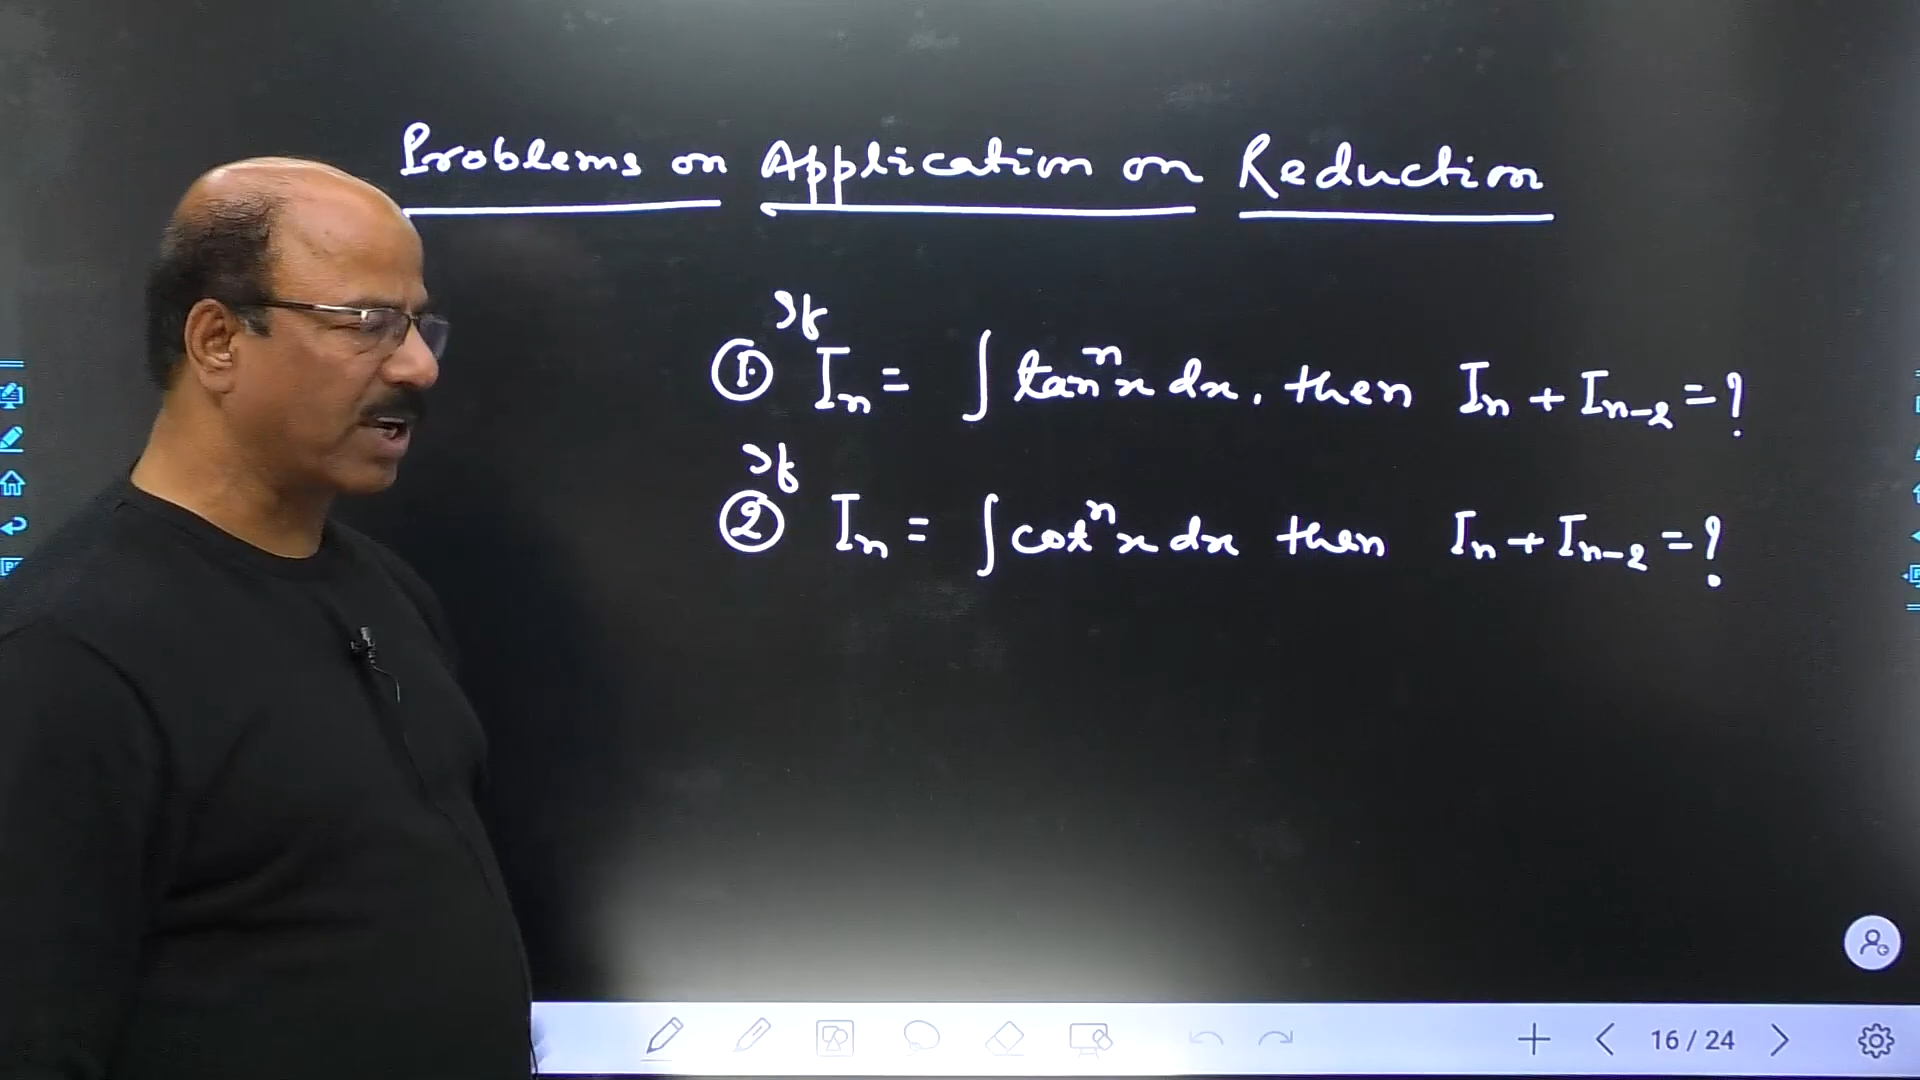 Problems on Application on Reduction
If
① Iₙ = ∫ tanⁿx dx, then Iₙ + Iₙ₋₂ = ?
If
② Iₙ = ∫ cotⁿx dx then Iₙ + Iₙ₋₂ = ?
16 / 24